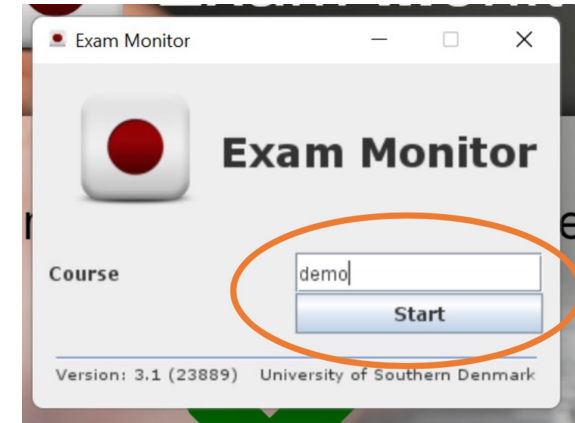 Exam Monitor
Exam Monitor
Course
demo
Start
Version: 3.1 (23889) University of Southern Denmark